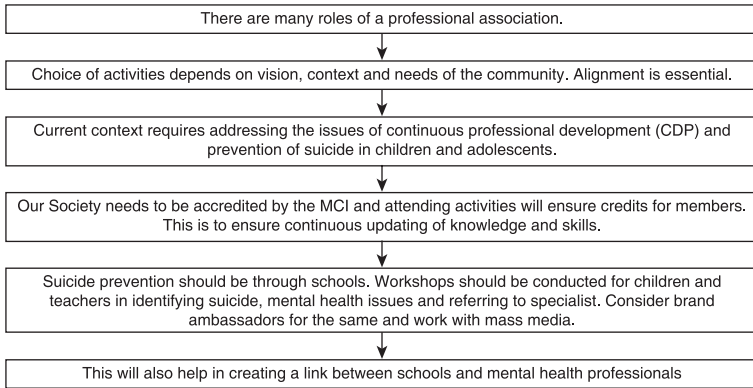 There are many roles of a professional association.
Choice of activities depends on vision, context and needs of the community. Alignment is essential.
Current context requires addressing the issues of continuous professional development (CDP) and
prevention of suicide in children and adolescents.
Our Society needs to be accredited by the MCI and attending activities will ensure credits for members.
This is to ensure continuous updating of knowledge and skills.
Suicide prevention should be through schools. Workshops should be conducted for children and
teachers in identifying suicide, mental health issues and referring to specialist. Consider brand
ambassadors for the same and work with mass media.
This will also help in creating a link between schools and mental health professionals